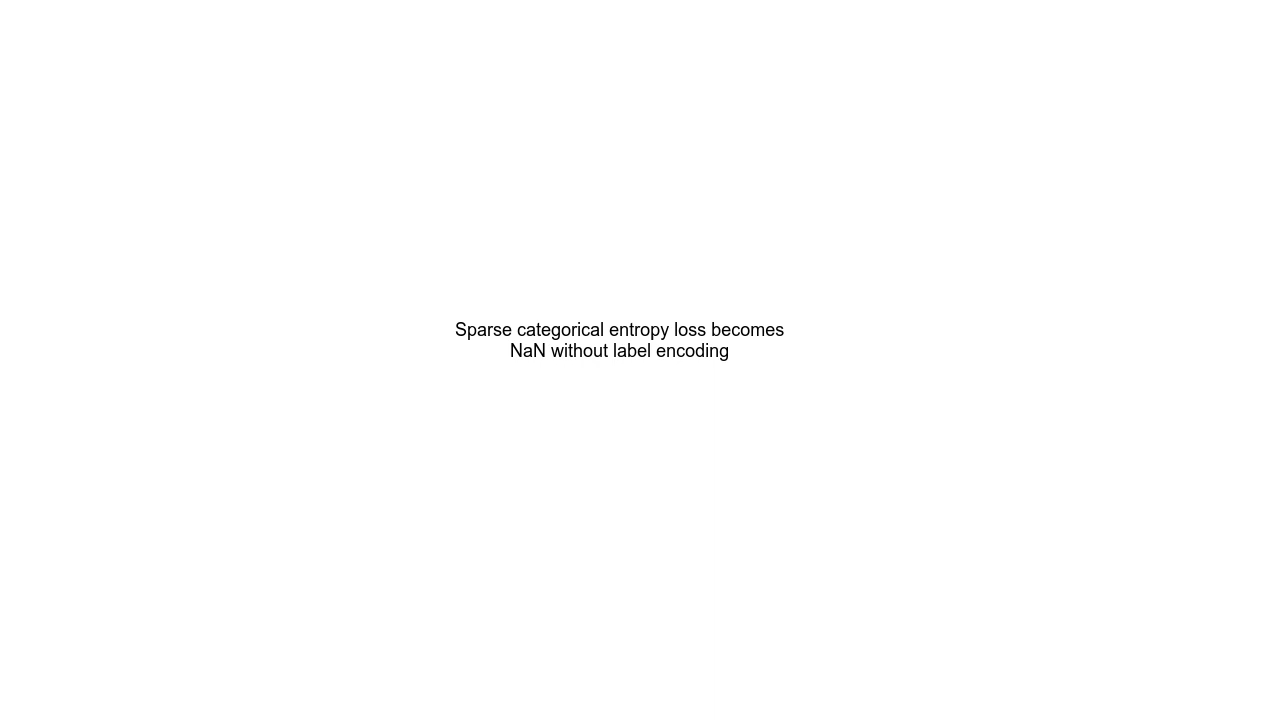 Sparse categorical entropy loss becomes
NaN without label encoding